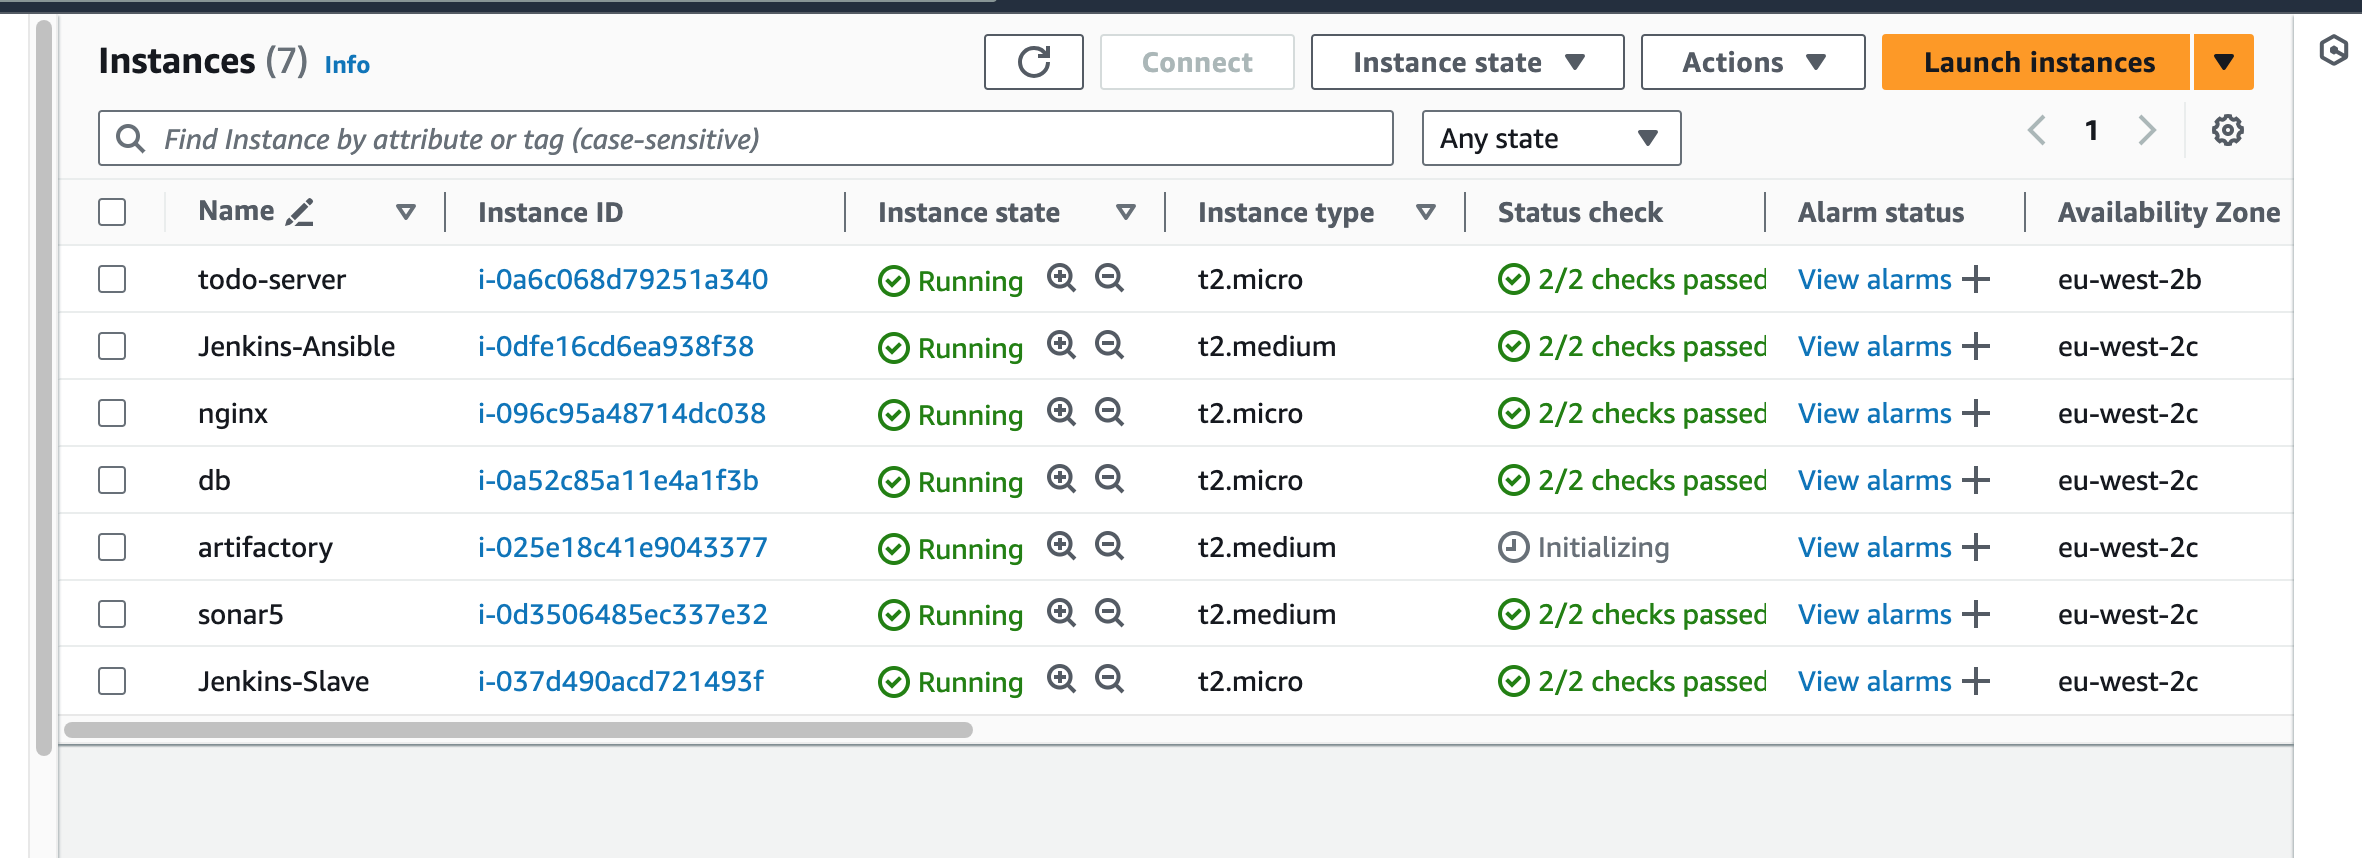 Instances (7) Info Connect Instance state Actions Launch instances
Find Instance by attribute or tag (case-sensitive) Any state 1
Name Instance ID Instance state Instance type Status check Alarm status Availability Zone
todo-server i-0a6c068d79251a340 Running t2.micro 2/2 checks passed View alarms eu-west-2b
Jenkins-Ansible i-0dfe16cd6ea938f38 Running t2.medium 2/2 checks passed View alarms eu-west-2c
nginx i-096c95a48714dc038 Running t2.micro 2/2 checks passed View alarms eu-west-2c
db i-0a52c85a11e4a1f3b Running t2.micro 2/2 checks passed View alarms eu-west-2c
artifactory i-025e18c41e9043377 Running t2.medium Initializing View alarms eu-west-2c
sonar5 i-0d3506485ec337e32 Running t2.medium 2/2 checks passed View alarms eu-west-2c
Jenkins-Slave i-037d490acd721493f Running t2.micro 2/2 checks passed View alarms eu-west-2c